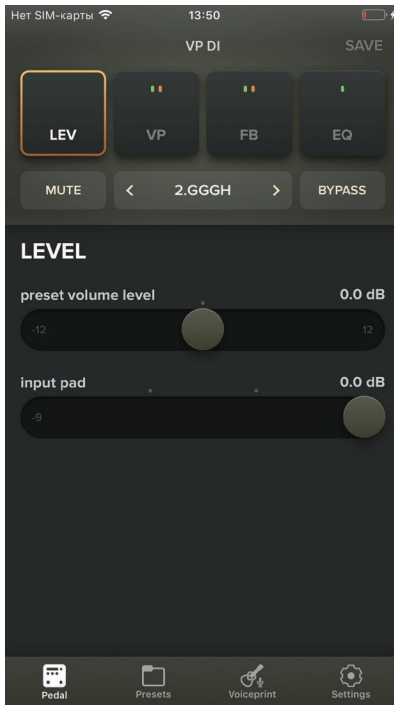 Нет SIM-карты 13:50
VP DI SAVE
LEV VP FB EQ
MUTE < 2.GGGH > BYPASS
LEVEL
preset volume level 0.0 dB
-12 12
input pad 0.0 dB
-9
Pedal Presets Voiceprint Settings